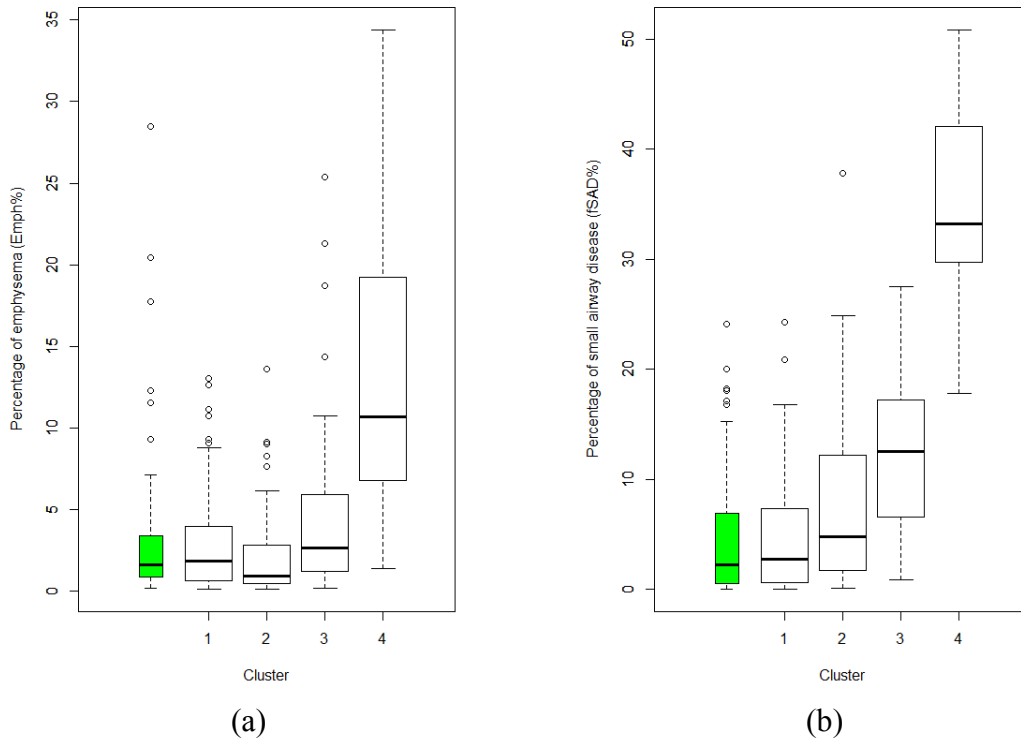 Percentage of emphysema (Emph%)
35
30
25
20
15
10
5
0
1 2 3 4
Cluster
(a)
Percentage of small airway disease (fSAD%)
50
40
30
20
10
0
1 2 3 4
Cluster
(b)